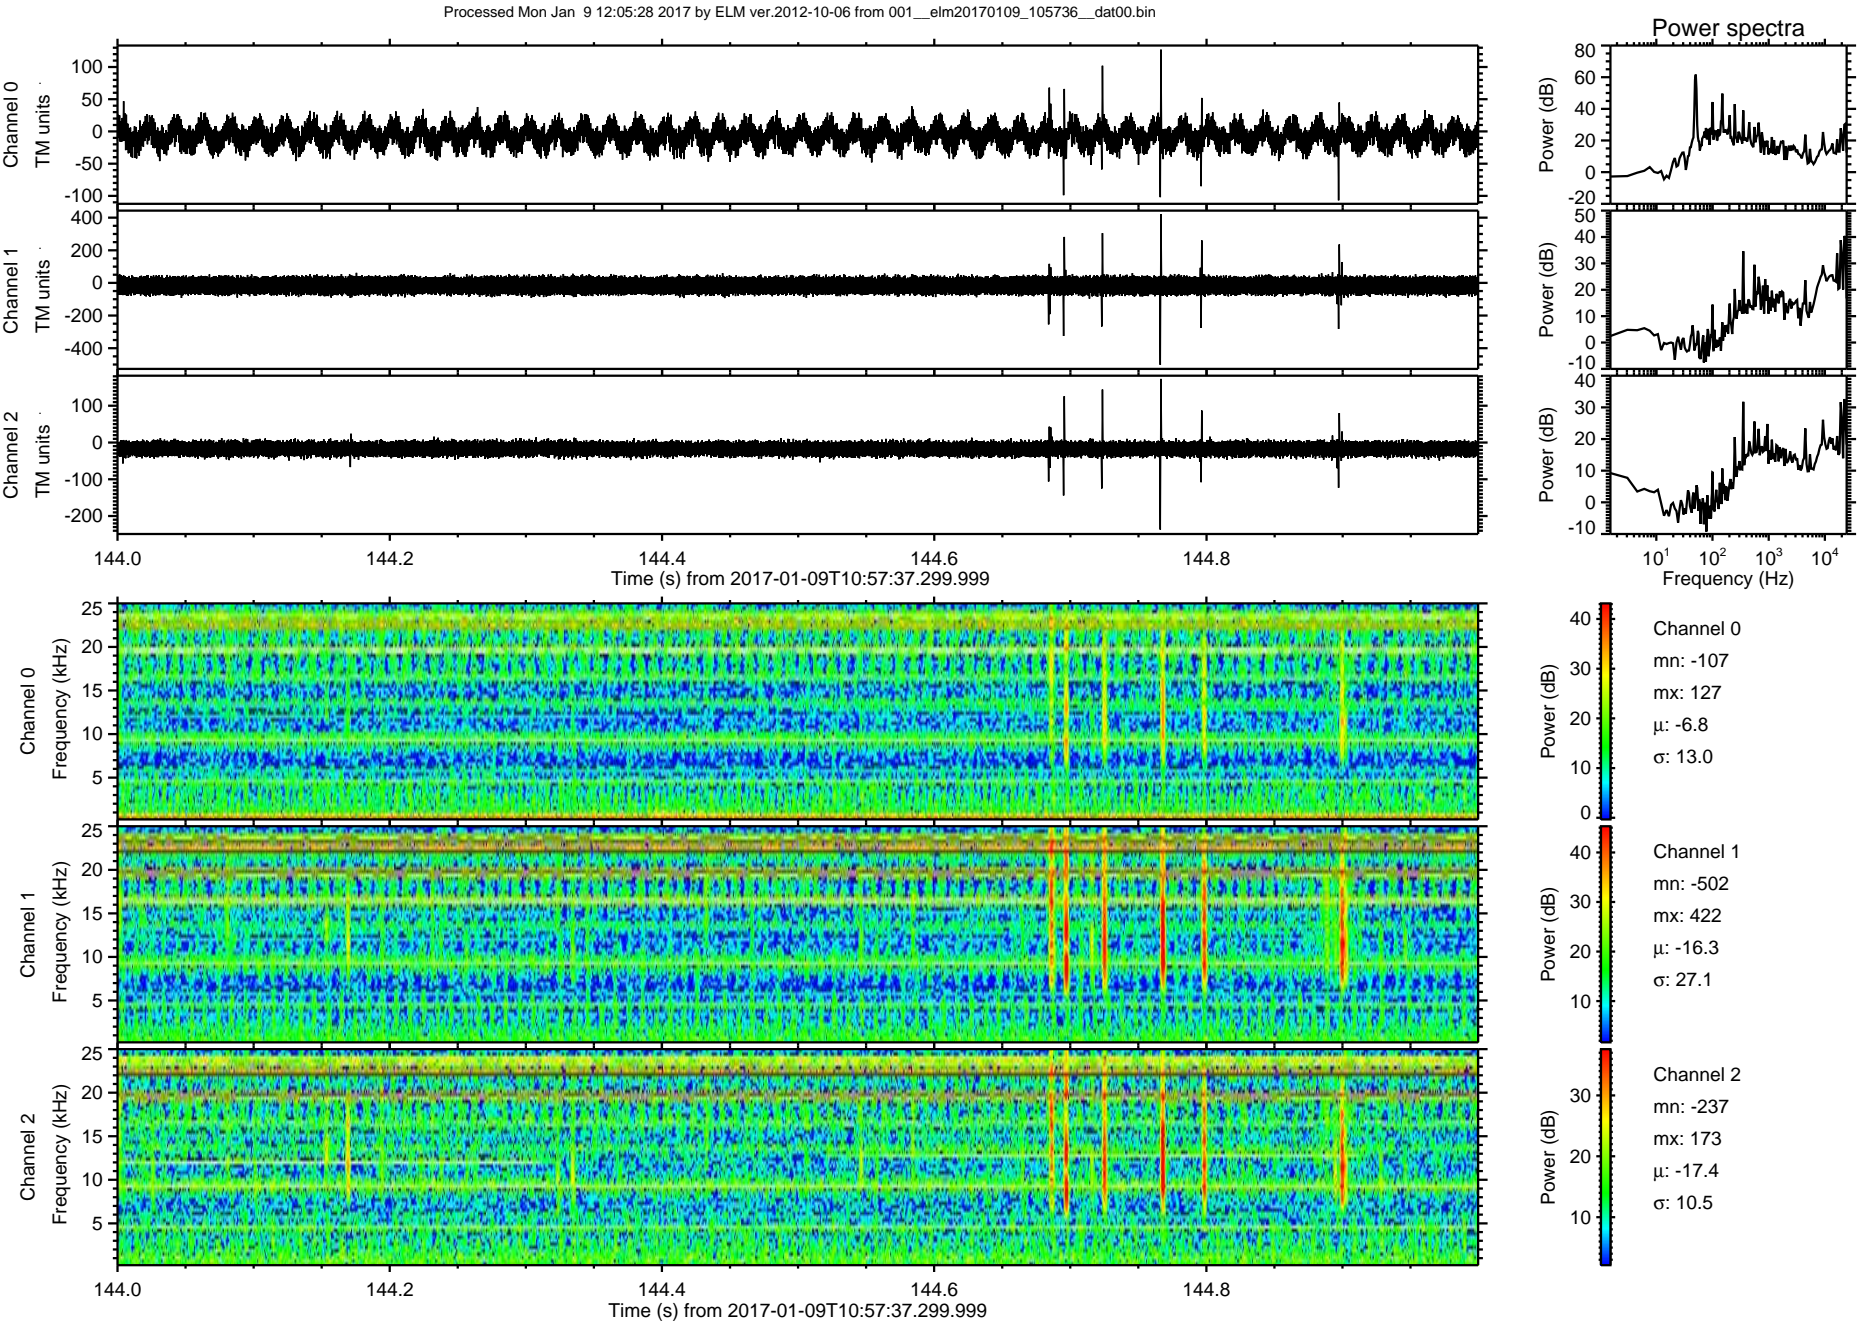 Processed Mon Jan  9 12:05:28 2017 by ELM ver.2012-10-06 from 001__elm20170109_105736__dat00.bin
Power spectra
Channel 0
TM units
100
50
0
-50
-100
Power (dB)
80
60
40
20
0
-20
Channel 1
TM units
400
200
0
-200
-400
Power (dB)
50
40
30
20
10
0
-10
Channel 2
TM units
100
0
-100
-200
Power (dB)
40
30
20
10
0
-10
144.0 144.2 144.4 144.6 144.8
Time (s) from 2017-01-09T10:57:37.299.999
10^1 10^2 10^3 10^4
Frequency (Hz)
Channel 0
Frequency (kHz)
25
20
15
10
5
Power (dB)
40
30
20
10
0
Channel 0
mn: -107
mx: 127
μ: -6.8
σ: 13.0
Channel 1
Frequency (kHz)
25
20
15
10
5
Power (dB)
40
30
20
10
Channel 1
mn: -502
mx: 422
μ: -16.3
σ: 27.1
Channel 2
Frequency (kHz)
25
20
15
10
5
Power (dB)
30
20
10
Channel 2
mn: -237
mx: 173
μ: -17.4
σ: 10.5
144.0 144.2 144.4 144.6 144.8
Time (s) from 2017-01-09T10:57:37.299.999